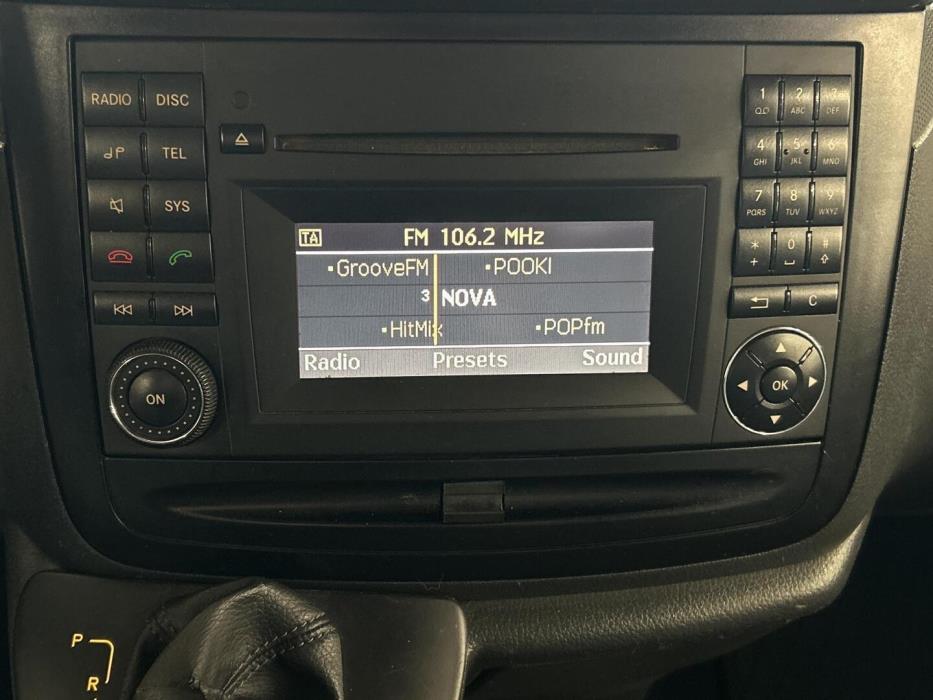 RADIO DISC
TEL
SYS
ON
TA FM 106.2 MHz
•GrooveFM •POOKI
3 NOVA
•HitMix •POPfm
Radio Presets Sound
1 2 ABC 3 DEF
4 GHI 5 JKL 6 MNO
7 PQRS 8 TUV 9 WXYZ
* + 0 #
C
OK
P
R